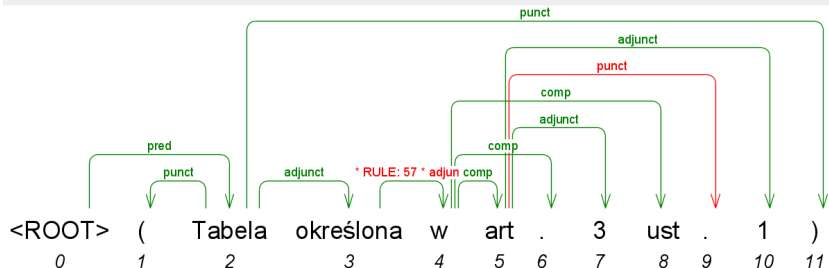 punct
adjunct
punct
comp
adjunct
pred
comp
punct adjunct * RULE: 57 * adjun comp
<ROOT> ( Tabela określona w art . 3 ust . 1 )
0 1 2 3 4 5 6 7 8 9 10 11